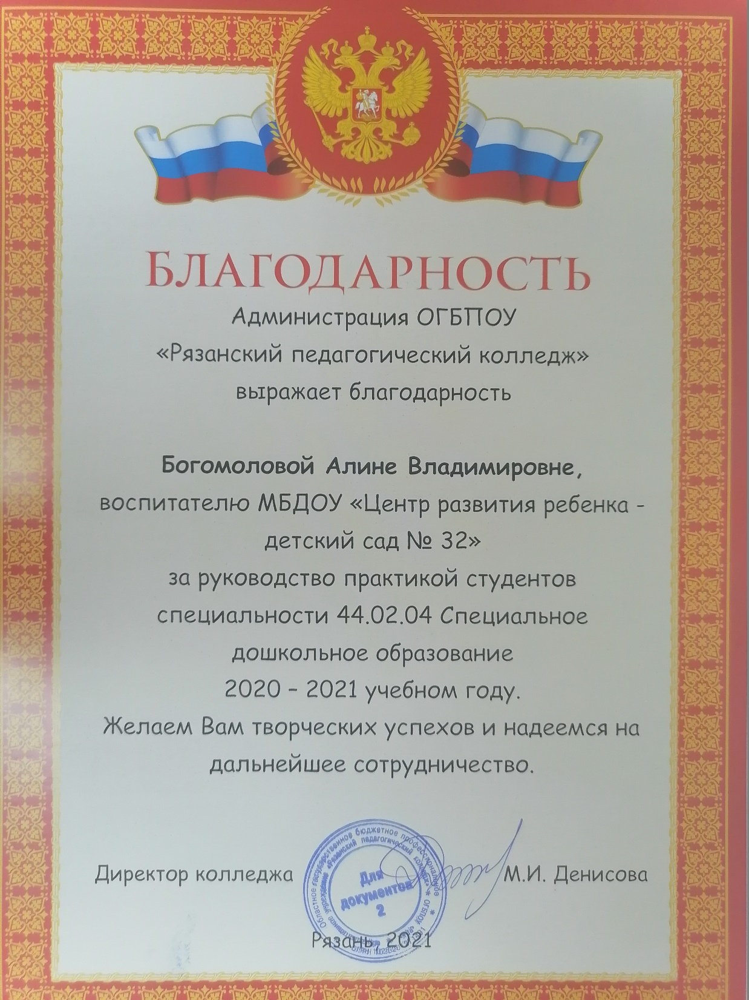 БЛАГОДАРНОСТЬ
Администрация ОГБПОУ
«Рязанский педагогический колледж»
выражает благодарность
Богомоловой Алине Владимировне,
воспитателю МБДОУ «Центр развития ребенка -
детский сад № 32»
за руководство практикой студентов
специальности 44.02.04 Специальное
дошкольное образование
2020 – 2021 учебном году.
Желаем Вам творческих успехов и надеемся на
дальнейшее сотрудничество.
Директор колледжа М.И. Денисова
Областное государственное бюджетное профессиональное
учреждение «Рязанский педагогический колледж» * ОГБПОУ
Для
документов
2
Рязань, 2021